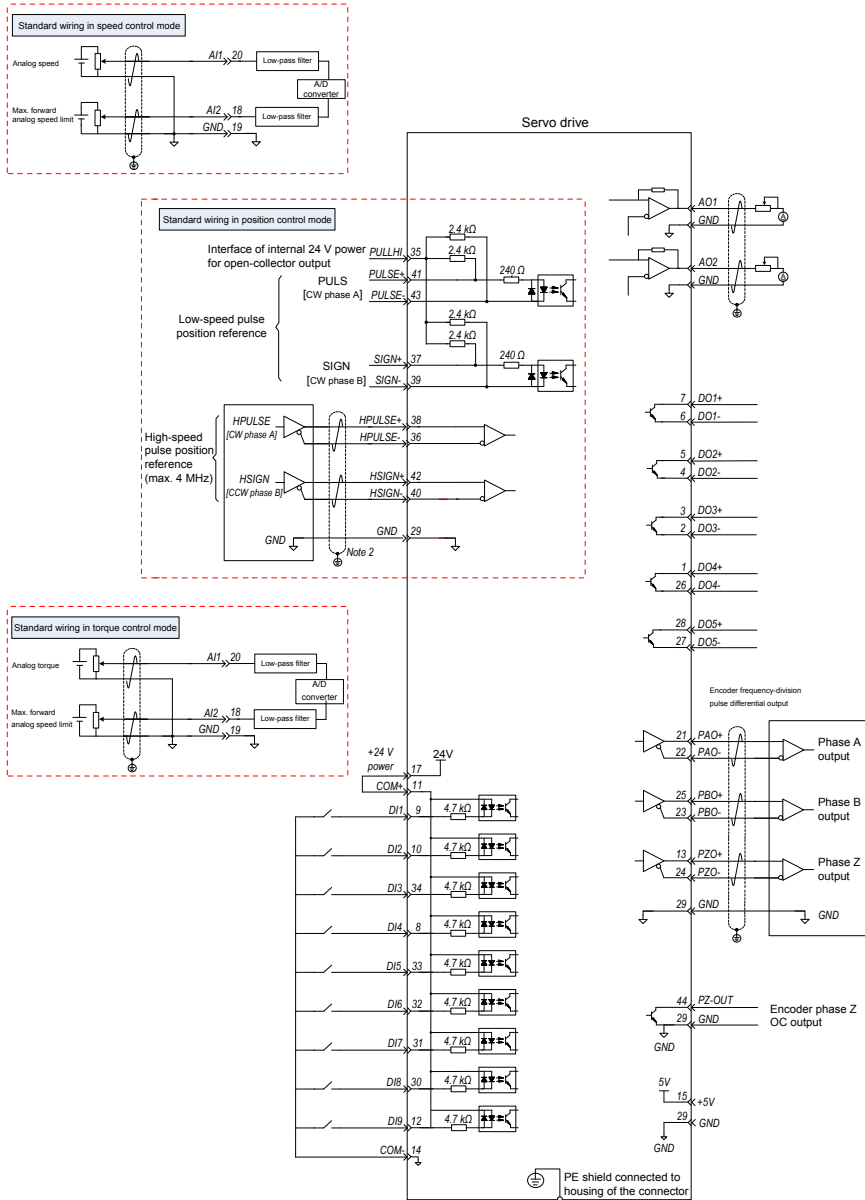 Standard wiring in speed control mode
Analog speed
AI1 20
Low-pass filter
A/D
converter
Max. forward
analog speed limit
AI2 18
Low-pass filter
GND 19
Servo drive
Standard wiring in position control mode
Interface of internal 24 V power
for open-collector output
PULLHI 35
2.4 kΩ
2.4 kΩ
PULS
[CW phase A]
PULSE+ 41
240 Ω
PULSE- 43
Low-speed pulse
position reference
2.4 kΩ
2.4 kΩ
SIGN
[CW phase B]
SIGN+ 37
240 Ω
SIGN- 39
High-speed
pulse position
reference
(max. 4 MHz)
HPULSE
[CW phase A]
HPULSE+ 38
HPULSE- 36
HSIGN
[CCW phase B]
HSIGN+ 42
HSIGN- 40
GND
GND 29
Note 2
Standard wiring in torque control mode
Analog torque
AI1 20
Low-pass filter
A/D
converter
Max. forward
analog speed limit
AI2 18
Low-pass filter
GND 19
+24 V
power
17
24V
COM+ 11
DI1 9 4.7 kΩ
DI2 10 4.7 kΩ
DI3 34 4.7 kΩ
DI4 8 4.7 kΩ
DI5 33 4.7 kΩ
DI6 32 4.7 kΩ
DI7 31 4.7 kΩ
DI8 30 4.7 kΩ
DI9 12 4.7 kΩ
COM- 14
AO1
A
GND
AO2
A
GND
7 DO1+
6 DO1-
5 DO2+
4 DO2-
3 DO3+
2 DO3-
1 DO4+
26 DO4-
28 DO5+
27 DO5-
Encoder frequency-division
pulse differential output
21 PAO+
22 PAO-
Phase A
output
25 PBO+
23 PBO-
Phase B
output
13 PZO+
24 PZO-
Phase Z
output
29 GND
GND
44 PZ-OUT
29 GND
GND
Encoder phase Z
OC output
5V
15 +5V
29 GND
GND
PE shield connected to
housing of the connector